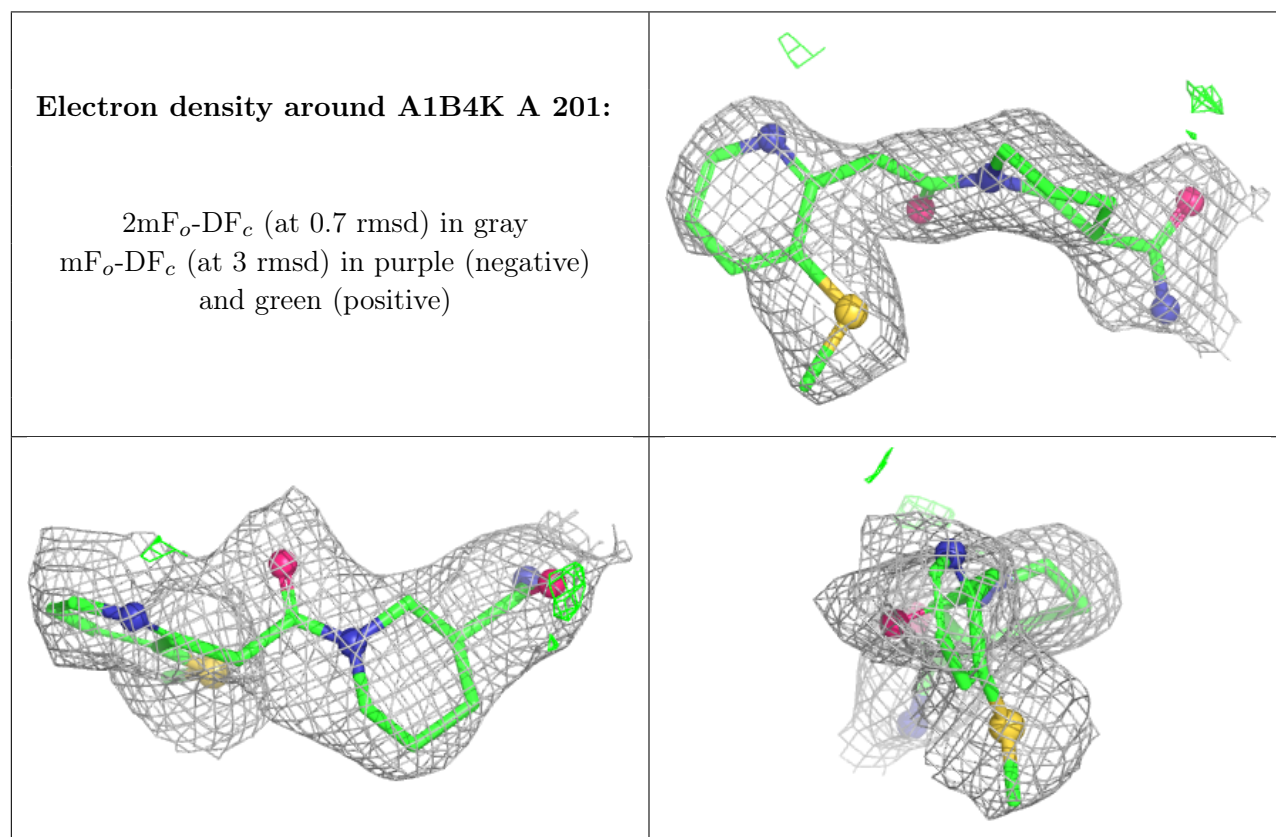 Electron density around A1B4K A 201:
2mFo-DFc (at 0.7 rmsd) in gray
mFo-DFc (at 3 rmsd) in purple (negative)
and green (positive)